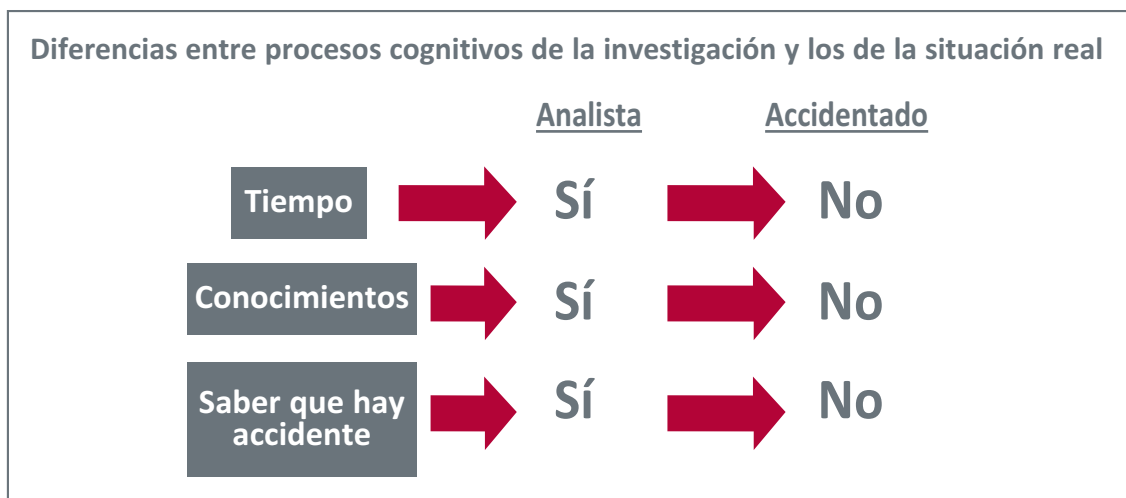 Diferencias entre procesos cognitivos de la investigación y los de la situación real
Analista Accidentado
Tiempo Sí No
Conocimientos Sí No
Saber que hay
accidente Sí No